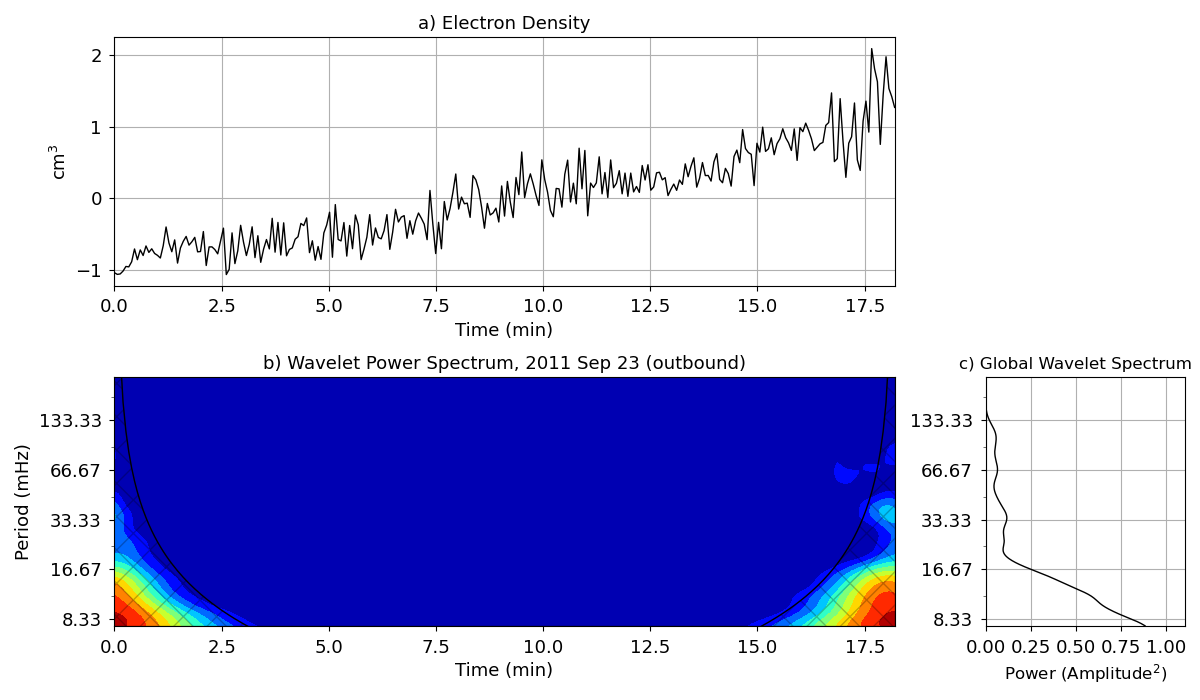 a) Electron Density
2
1
0
−1
cm³
0.0 2.5 5.0 7.5 10.0 12.5 15.0 17.5
Time (min)
b) Wavelet Power Spectrum, 2011 Sep 23 (outbound)
133.33
66.67
33.33
16.67
8.33
Period (mHz)
0.0 2.5 5.0 7.5 10.0 12.5 15.0 17.5
Time (min)
c) Global Wavelet Spectrum
133.33
66.67
33.33
16.67
8.33
0.00 0.25 0.50 0.75 1.00
Power (Amplitude²)